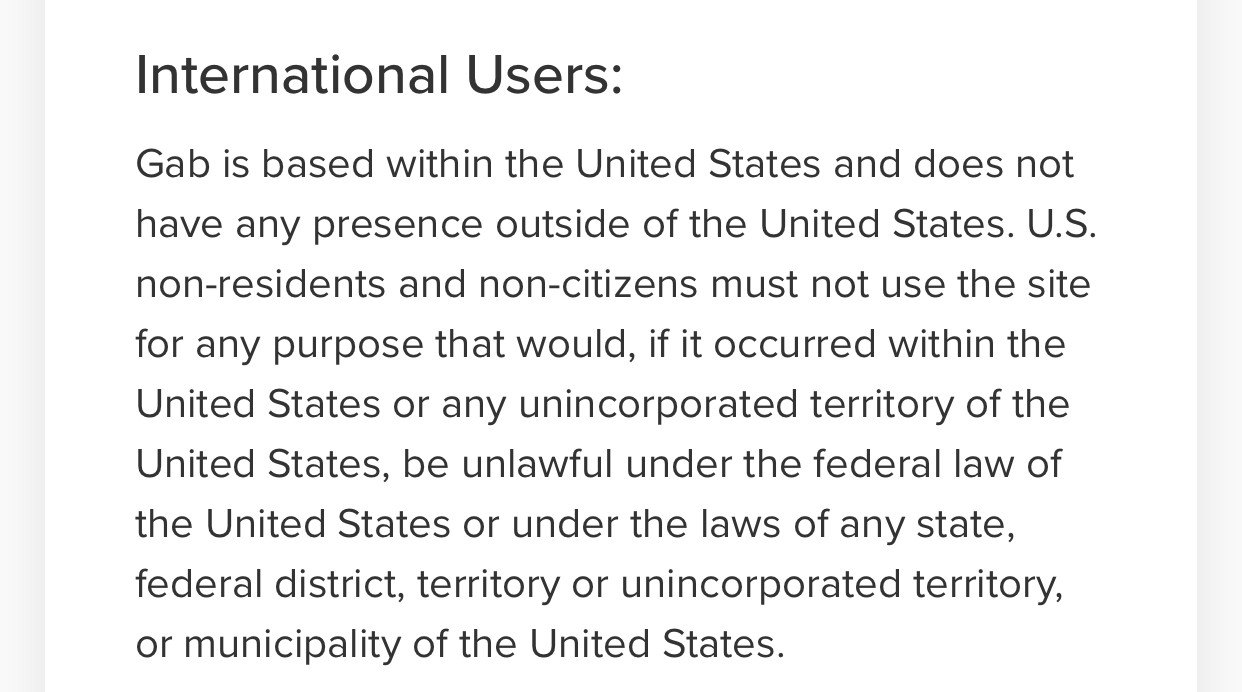 International Users:
Gab is based within the United States and does not
have any presence outside of the United States. U.S.
non-residents and non-citizens must not use the site
for any purpose that would, if it occurred within the
United States or any unincorporated territory of the
United States, be unlawful under the federal law of
the United States or under the laws of any state,
federal district, territory or unincorporated territory,
or municipality of the United States.